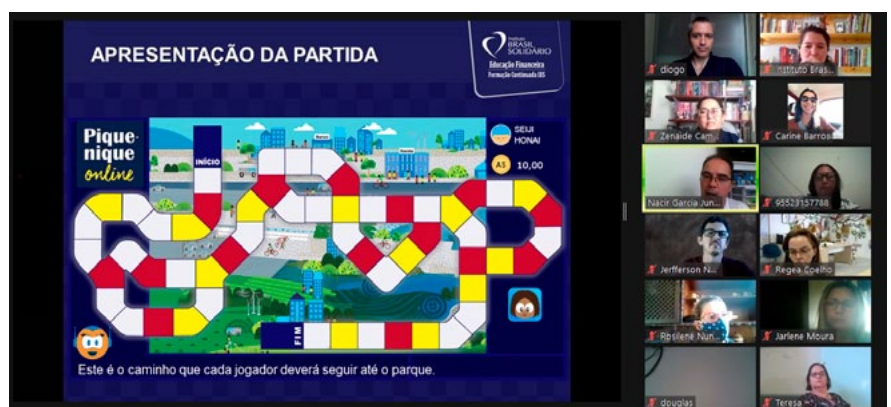 APRESENTAÇÃO DA PARTIDA
Instituto
BRASIL
SOLIDÁRIO
Educação Financeira
Formação Continuada IBS
Pique-
nique
online
INÍCIO
SEIJI
HONAI
A$ 10,00
FIM
Este é o caminho que cada jogador deverá seguir até o parque.
diogo
Instituto Bras...
Zenaide Cam...
Carine Barros
Nacir Garcia Jun...
95523157788
Jerfferson N...
Regea Coelho
Rosilene Nun...
Jarlene Moura
douglas
Teresa